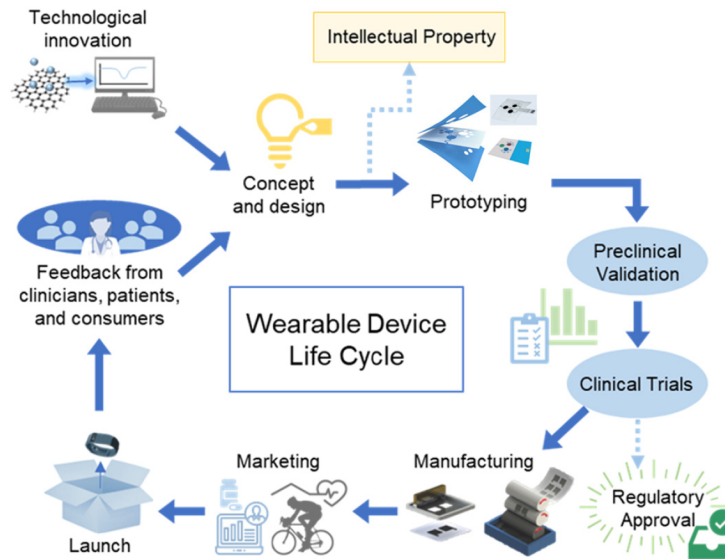 Technological
innovation
Intellectual Property
Concept
and design
Prototyping
Preclinical
Validation
Feedback from
clinicians, patients,
and consumers
Wearable Device
Life Cycle
Clinical Trials
Marketing
Manufacturing
Regulatory
Approval
Launch